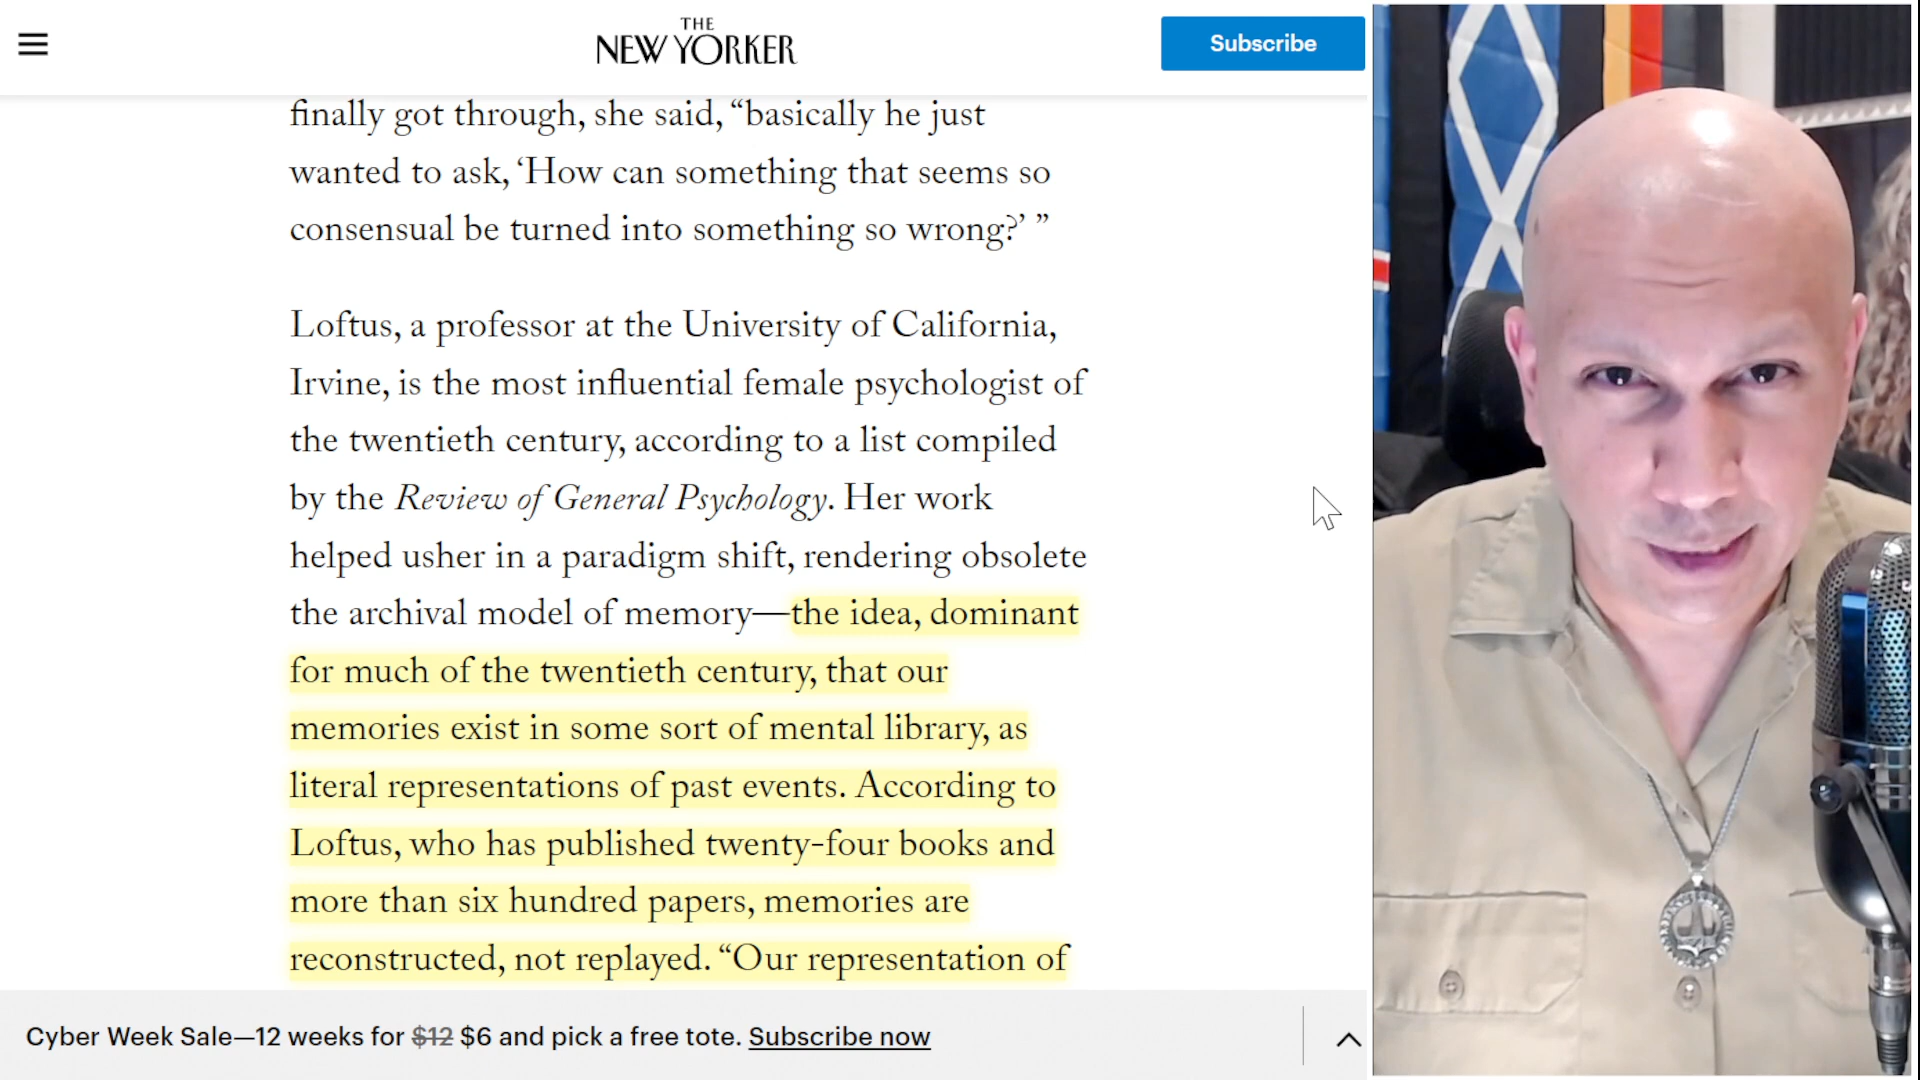 THE
NEW YORKER
Subscribe
finally got through, she said, “basically he just
wanted to ask, ‘How can something that seems so
consensual be turned into something so wrong?’ ”
Loftus, a professor at the University of California,
Irvine, is the most influential female psychologist of
the twentieth century, according to a list compiled
by the Review of General Psychology. Her work
helped usher in a paradigm shift, rendering obsolete
the archival model of memory—the idea, dominant
for much of the twentieth century, that our
memories exist in some sort of mental library, as
literal representations of past events. According to
Loftus, who has published twenty-four books and
more than six hundred papers, memories are
reconstructed, not replayed. “Our representation of
Cyber Week Sale—12 weeks for $12 $6 and pick a free tote. Subscribe now